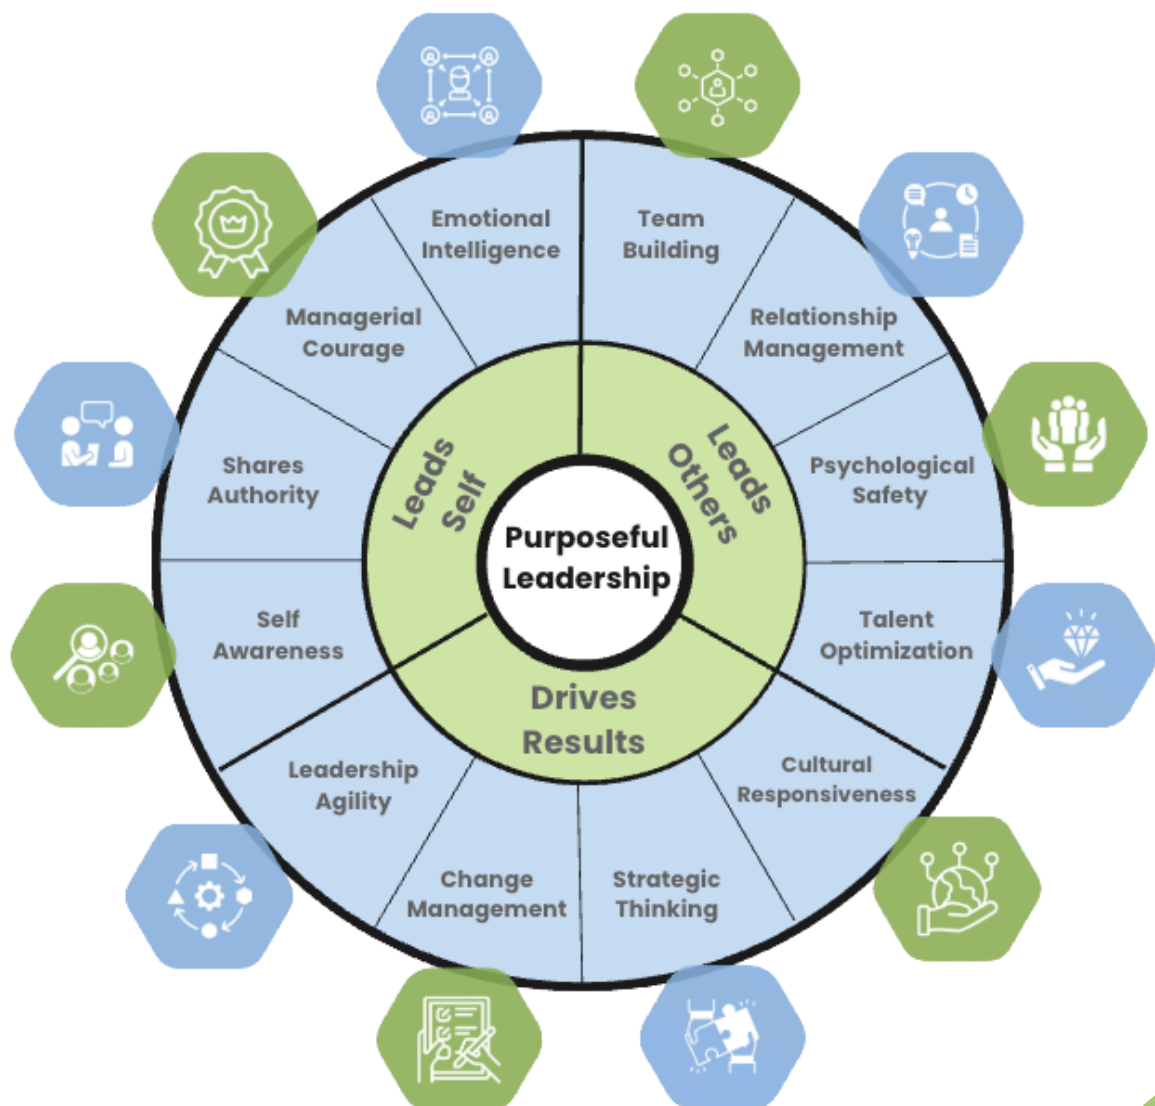 Emotional
Intelligence
Team
Building
Managerial
Courage
Relationship
Management
Shares
Authority
Leads
Self
Leads
Others
Psychological
Safety
Purposeful
Leadership
Self
Awareness
Talent
Optimization
Drives
Results
Leadership
Agility
Cultural
Responsiveness
Change
Management
Strategic
Thinking